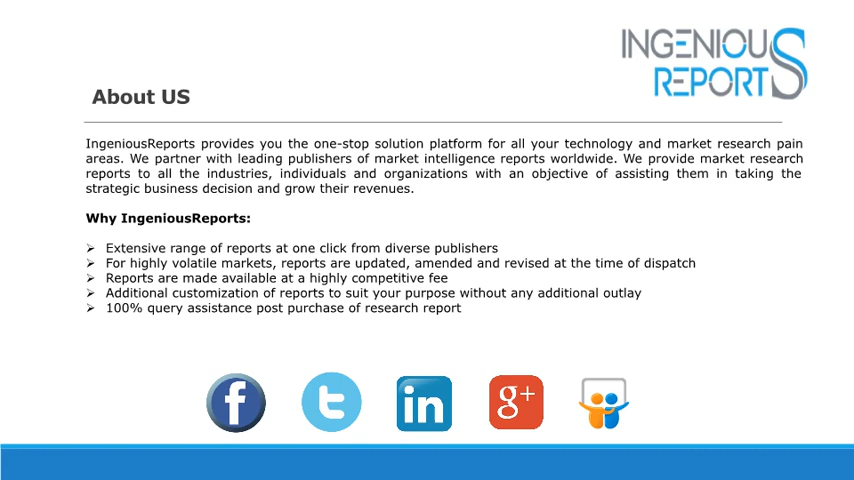 INGENIOUS
REPORTS
About US
IngeniousReports provides you the one-stop solution platform for all your technology and market research pain
areas. We partner with leading publishers of market intelligence reports worldwide. We provide market research
reports to all the industries, individuals and organizations with an objective of assisting them in taking the
strategic business decision and grow their revenues.
Why IngeniousReports:
➢ Extensive range of reports at one click from diverse publishers
➢ For highly volatile markets, reports are updated, amended and revised at the time of dispatch
➢ Reports are made available at a highly competitive fee
➢ Additional customization of reports to suit your purpose without any additional outlay
➢ 100% query assistance post purchase of research report
f t in g+